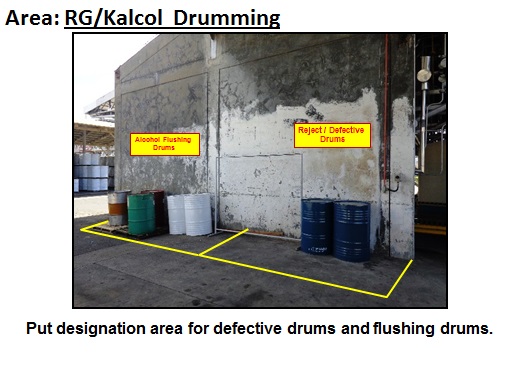 Area: RG/Kalcol Drumming
Alcohol Flushing
Drums
Reject / Defective
Drums
Put designation area for defective drums and flushing drums.